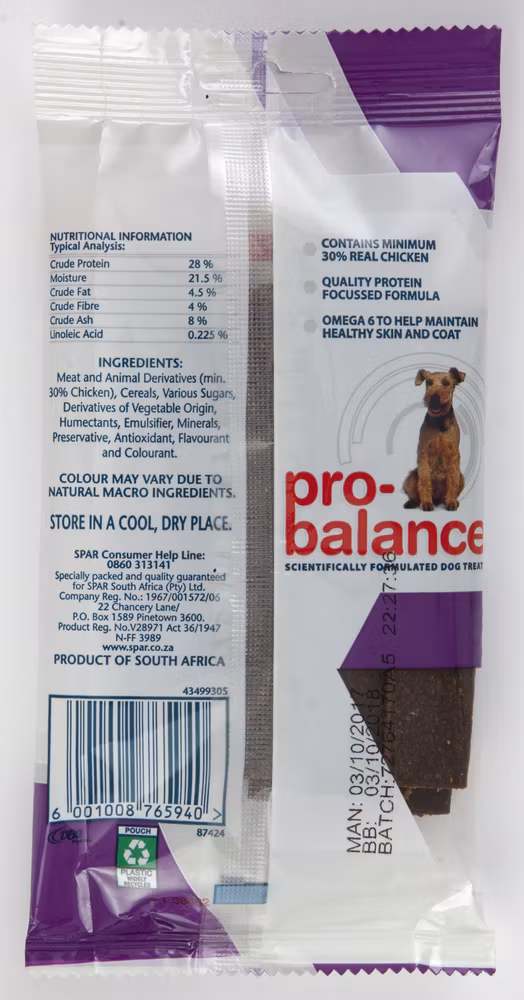 NUTRITIONAL INFORMATION
Typical Analysis:
Crude Protein 28 %
Moisture 21.5 %
Crude Fat 4.5 %
Crude Fibre 4 %
Crude Ash 8 %
Linoleic Acid 0.225 %
INGREDIENTS:
Meat and Animal Derivatives (min.
30% Chicken), Cereals, Various Sugars,
Derivatives of Vegetable Origin,
Humectants, Emulsifier, Minerals,
Preservative, Antioxidant, Flavourant
and Colourant.
COLOUR MAY VARY DUE TO
NATURAL MACRO INGREDIENTS.
STORE IN A COOL, DRY PLACE.
SPAR Consumer Help Line:
0860 313141
Specially packed and quality guaranteed
for SPAR South Africa (Pty) Ltd.
Company Reg. No.: 1967/001572/06
22 Chancery Lane/
P.O. Box 1589 Pinetown 3600.
Product Reg. No.V28971 Act 36/1947
N-FF 3989
www.spar.co.za
PRODUCT OF SOUTH AFRICA
43499305
6 001008 765940 >
87424
POUCH
PLASTIC
WIDELY
RECYCLED
CONTAINS MINIMUM
30% REAL CHICKEN
QUALITY PROTEIN
FOCUSSED FORMULA
OMEGA 6 TO HELP MAINTAIN
HEALTHY SKIN AND COAT
pro-
balance
SCIENTIFICALLY FORMULATED DOG TREAT
MAN: 03/10/2017
BB: 03/10/2018